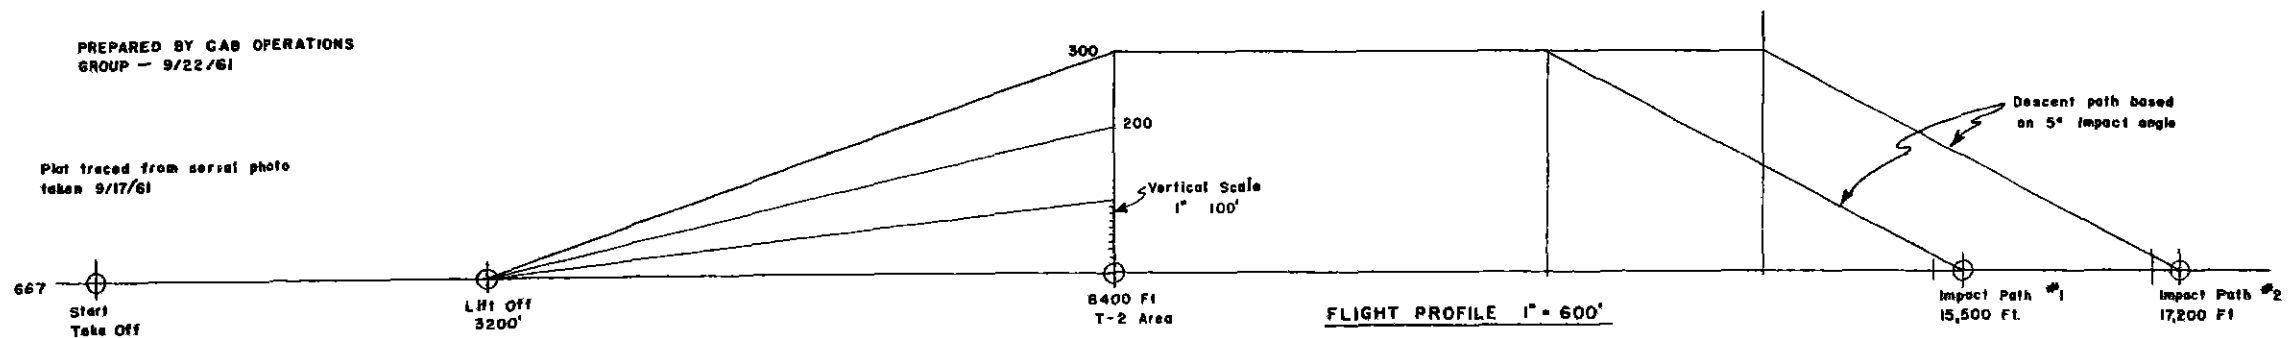 PREPARED BY CAB OPERATIONS
GROUP — 9/22/61
Plat traced from aerial photo
taken 9/17/61
667
Start
Take Off
Lift Off
3200'
300
200
Vertical Scale
1" 100'
8400 Ft
T-2 Area
FLIGHT PROFILE 1" = 600'
Descent path based
on 5° impact angle
Impact Path #1
15,500 Ft.
Impact Path #2
17,200 Ft